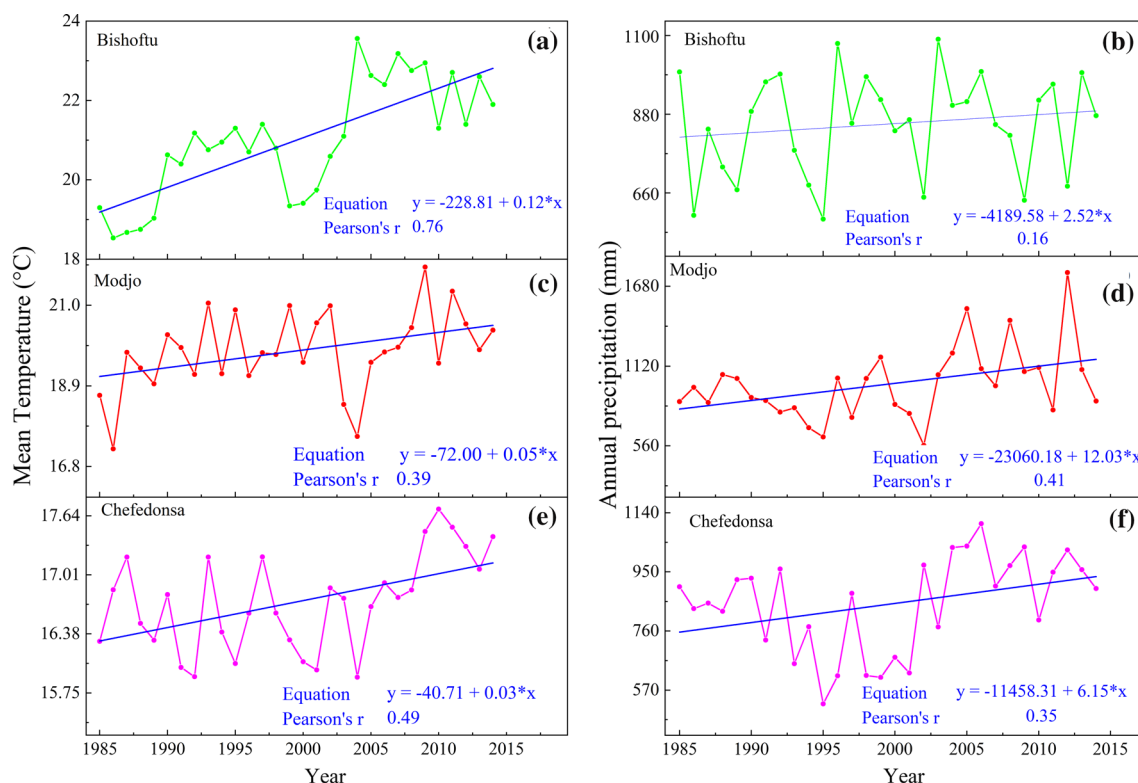 Bishoftu (a)
24
22
20
18
Equation y = -228.81 + 0.12*x
Pearson's r 0.76
Bishoftu (b)
1100
880
660
Equation y = -4189.58 + 2.52*x
Pearson's r 0.16
Modjo (c)
21.0
18.9
16.8
Equation y = -72.00 + 0.05*x
Pearson's r 0.39
Modjo (d)
1680
1120
560
Equation y = -23060.18 + 12.03*x
Pearson's r 0.41
Chefedonsa (e)
17.64
17.01
16.38
15.75
Equation y = -40.71 + 0.03*x
Pearson's r 0.49
Chefedonsa (f)
1140
950
760
570
Equation y = -11458.31 + 6.15*x
Pearson's r 0.35
Mean Temperature (°C)
Annual precipitation (mm)
1985 1990 1995 2000 2005 2010 2015
Year
1985 1990 1995 2000 2005 2010 2015
Year